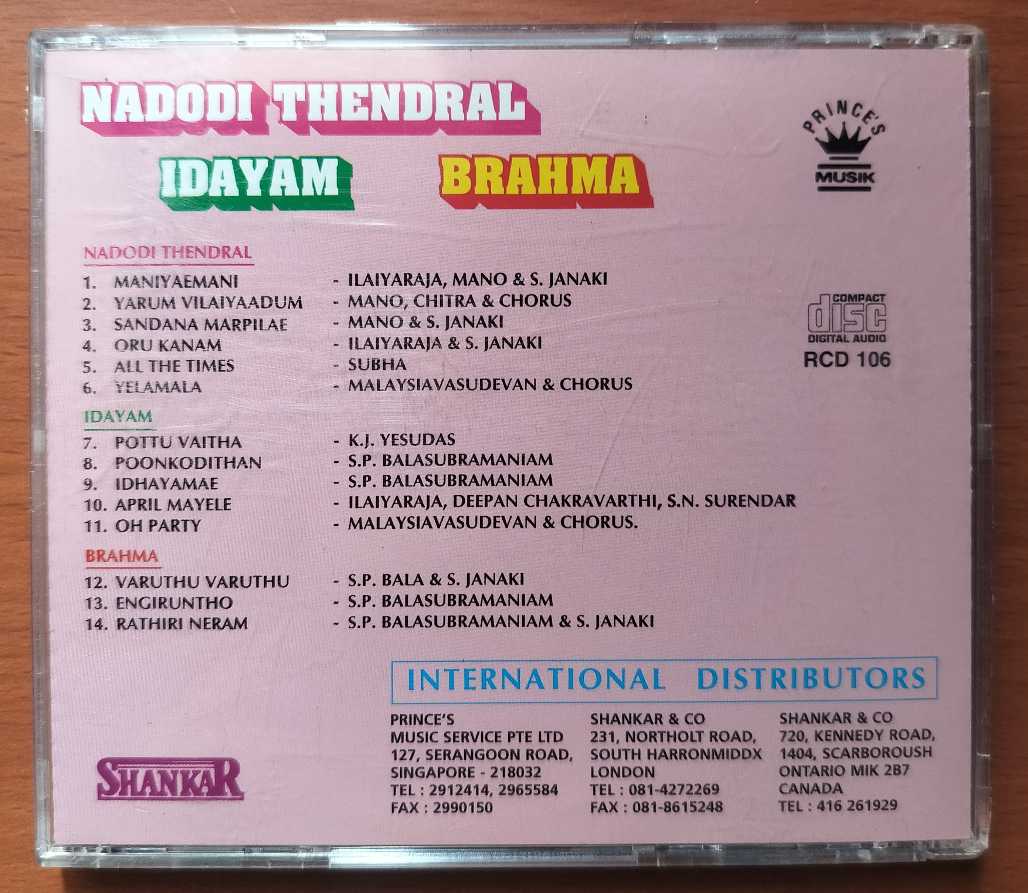 NADODI THENDRAL
IDAYAM BRAHMA
PRINCE'S
MUSIK
NADODI THENDRAL
1. MANIYAEMANI - ILAIYARAJA, MANO & S. JANAKI
2. YARUM VILAIYAADUM - MANO, CHITRA & CHORUS
3. SANDANA MARPILAE - MANO & S. JANAKI
4. ORU KANAM - ILAIYARAJA & S. JANAKI
5. ALL THE TIMES - SUBHA
6. YELAMALA - MALAYSIAVASUDEVAN & CHORUS
COMPACT
disc
DIGITAL AUDIO
RCD 106
IDAYAM
7. POTTU VAITHA - K.J. YESUDAS
8. POONKODITHAN - S.P. BALASUBRAMANIAM
9. IDHAYAMAE - S.P. BALASUBRAMANIAM
10. APRIL MAYELE - ILAIYARAJA, DEEPAN CHAKRAVARTHI, S.N. SURENDAR
11. OH PARTY - MALAYSIAVASUDEVAN & CHORUS.
BRAHMA
12. VARUTHU VARUTHU - S.P. BALA & S. JANAKI
13. ENGIRUNTHO - S.P. BALASUBRAMANIAM
14. RATHIRI NERAM - S.P. BALASUBRAMANIAM & S. JANAKI
INTERNATIONAL DISTRIBUTORS
PRINCE'S
MUSIC SERVICE PTE LTD
127, SERANGOON ROAD,
SINGAPORE - 218032
TEL : 2912414, 2965584
FAX : 2990150
SHANKAR & CO
231, NORTHOLT ROAD,
SOUTH HARRONMIDDX
LONDON
TEL : 081-4272269
FAX : 081-8615248
SHANKAR & CO
720, KENNEDY ROAD,
1404, SCARBOROUSH
ONTARIO MIK 2B7
CANADA
TEL : 416 261929
SHANKAR